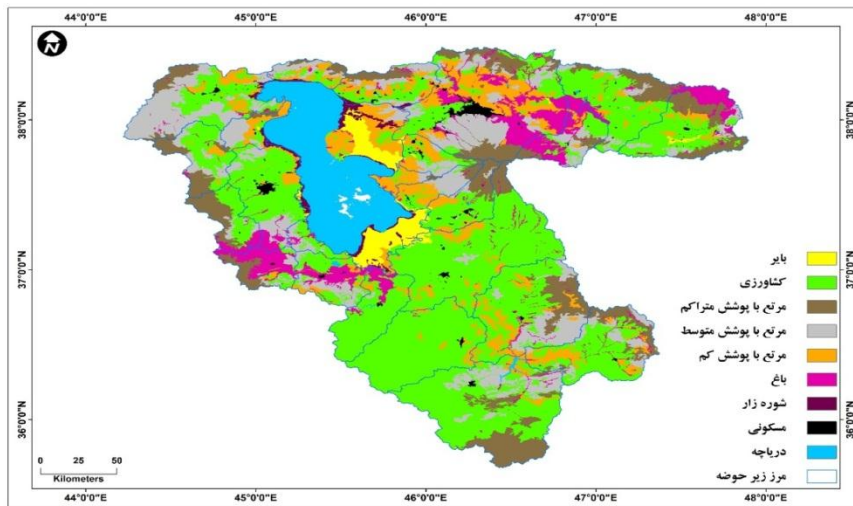 44°0'0"E 45°0'0"E 46°0'0"E 47°0'0"E 48°0'0"E
N
38°0'0"N 38°0'0"N
37°0'0"N 37°0'0"N
36°0'0"N 36°0'0"N
بایر
کشاورزی
مرتع با پوشش متراکم
مرتع با پوشش متوسط
مرتع با پوشش کم
باغ
شوره زار
مسکونی
دریاچه
مرز زیر حوضه
0 25 50
Kilometers
44°0'0"E 45°0'0"E 46°0'0"E 47°0'0"E 48°0'0"E